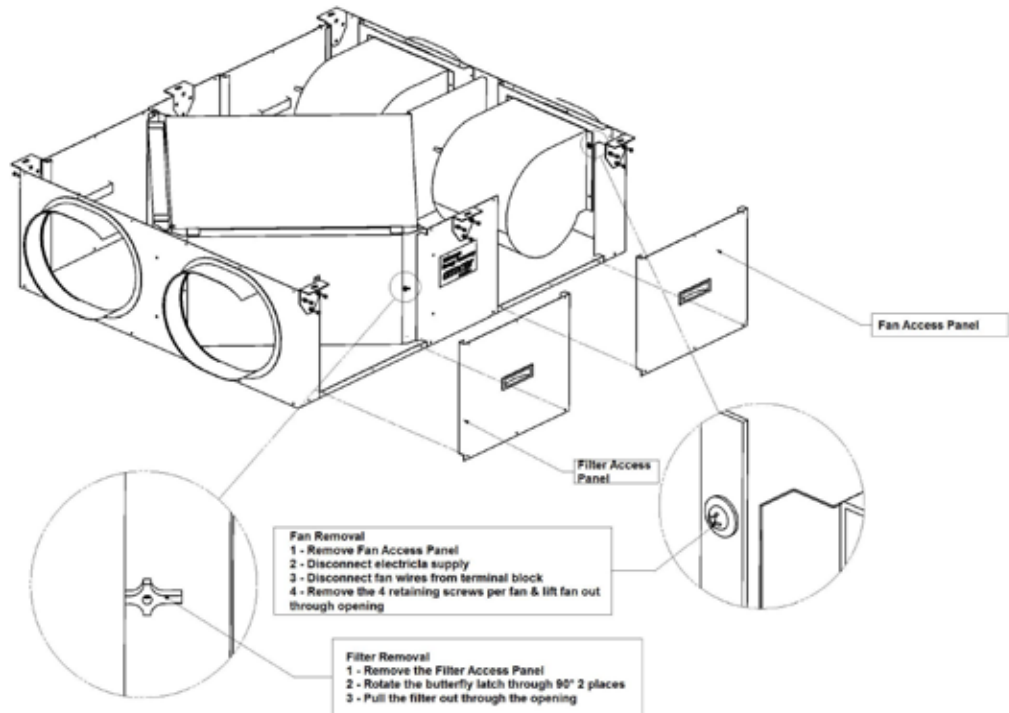 Fan Access Panel
Filter Access
Panel
Fan Removal
1 - Remove Fan Access Panel
2 - Disconnect electricla supply
3 - Disconnect fan wires from terminal block
4 - Remove the 4 retaining screws per fan & lift fan out
through opening
Filter Removal
1 - Remove the Filter Access Panel
2 - Rotate the butterfly latch through 90° 2 places
3 - Pull the filter out through the opening